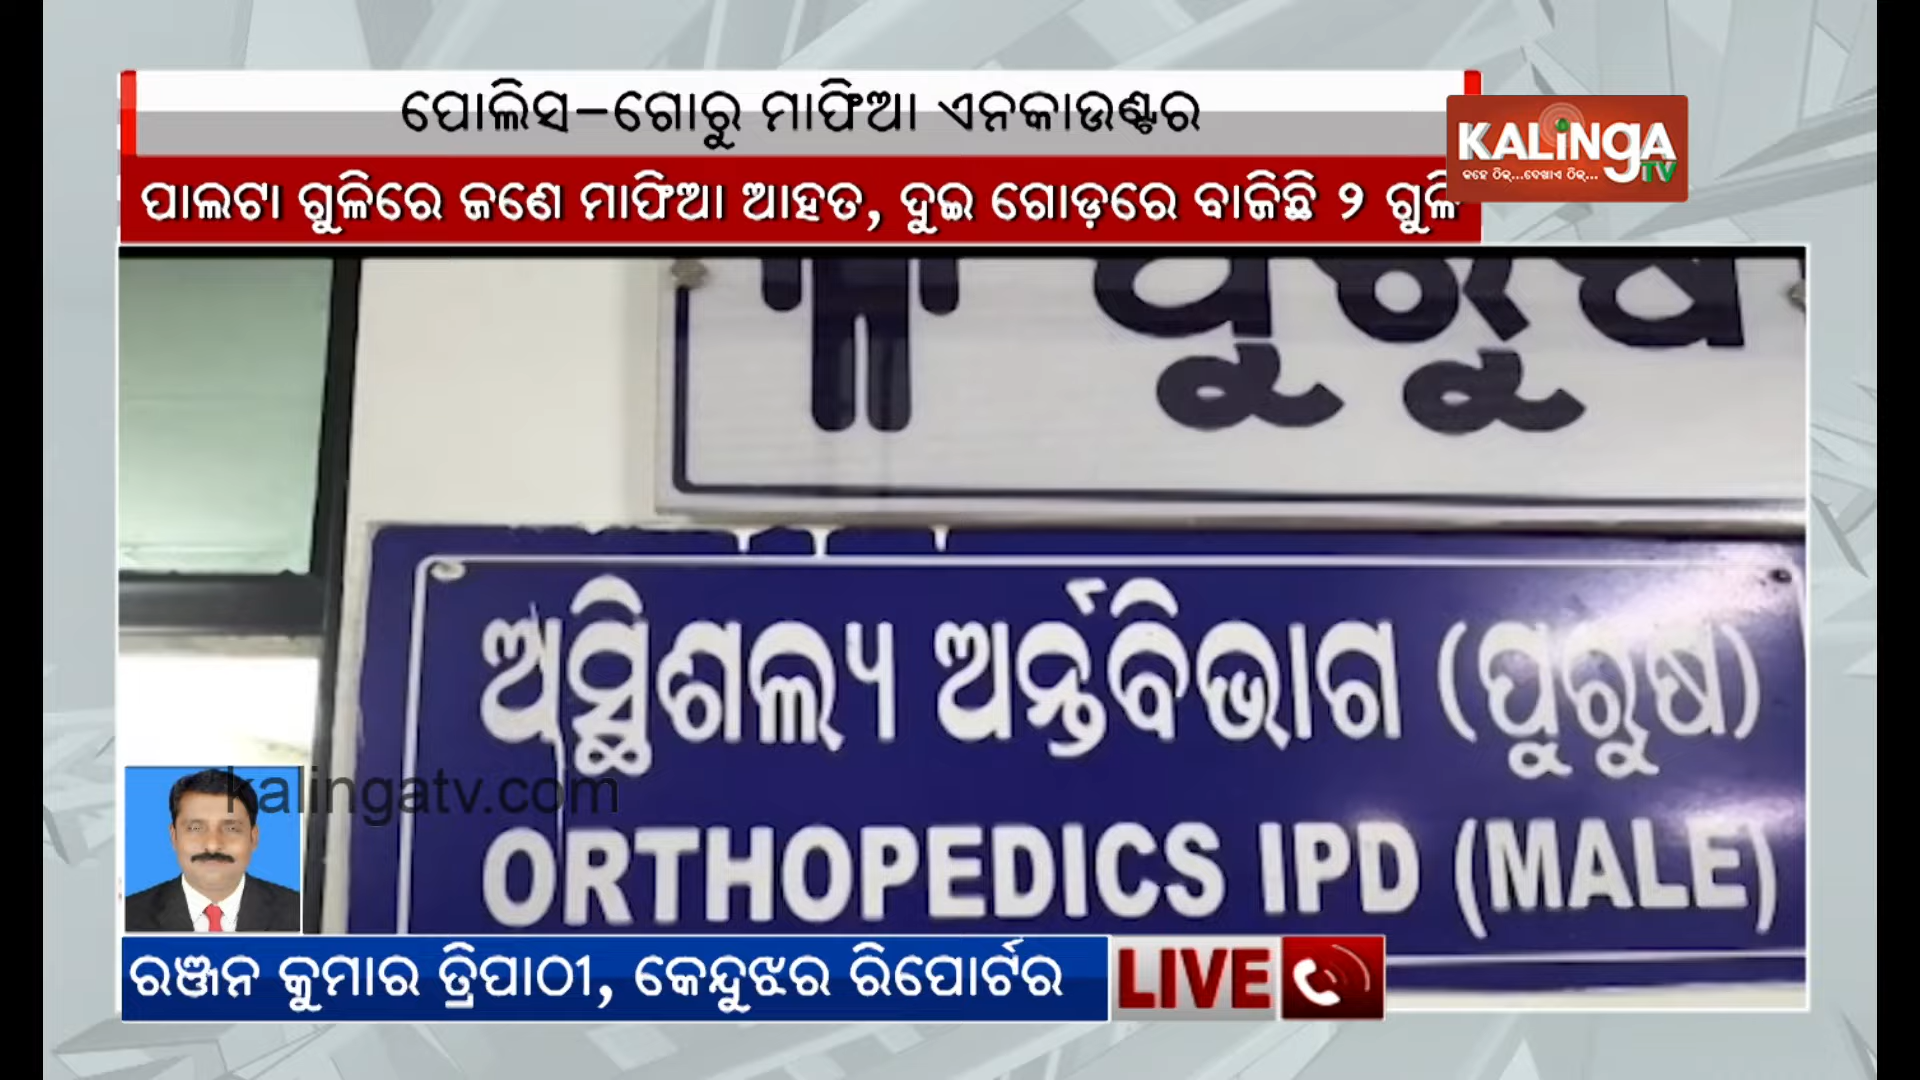 ପୋଲିସ-ଗୋରୁ ମାଫିଆ ଏନକାଉଣ୍ଟର
KALiNGA TV
କହେ ଠିକ୍...ଦେଖାଏ ଠିକ୍...
ପାଲଟା ଗୁଳିରେ ଜଣେ ମାଫିଆ ଆହତ, ଦୁଇ ଗୋଡ଼ରେ ବାଜିଛି ୨ ଗୁଳି
ପୁରୁଷ
ଅସ୍ଥିଶଲ୍ୟ ଅର୍ନ୍ତବିଭାଗ (ପୁରୁଷ)
kalingatv.com
ORTHOPEDICS IPD (MALE)
ରଞ୍ଜନ କୁମାର ତ୍ରିପାଠୀ, କେନ୍ଦୁଝର ରିପୋର୍ଟର LIVE